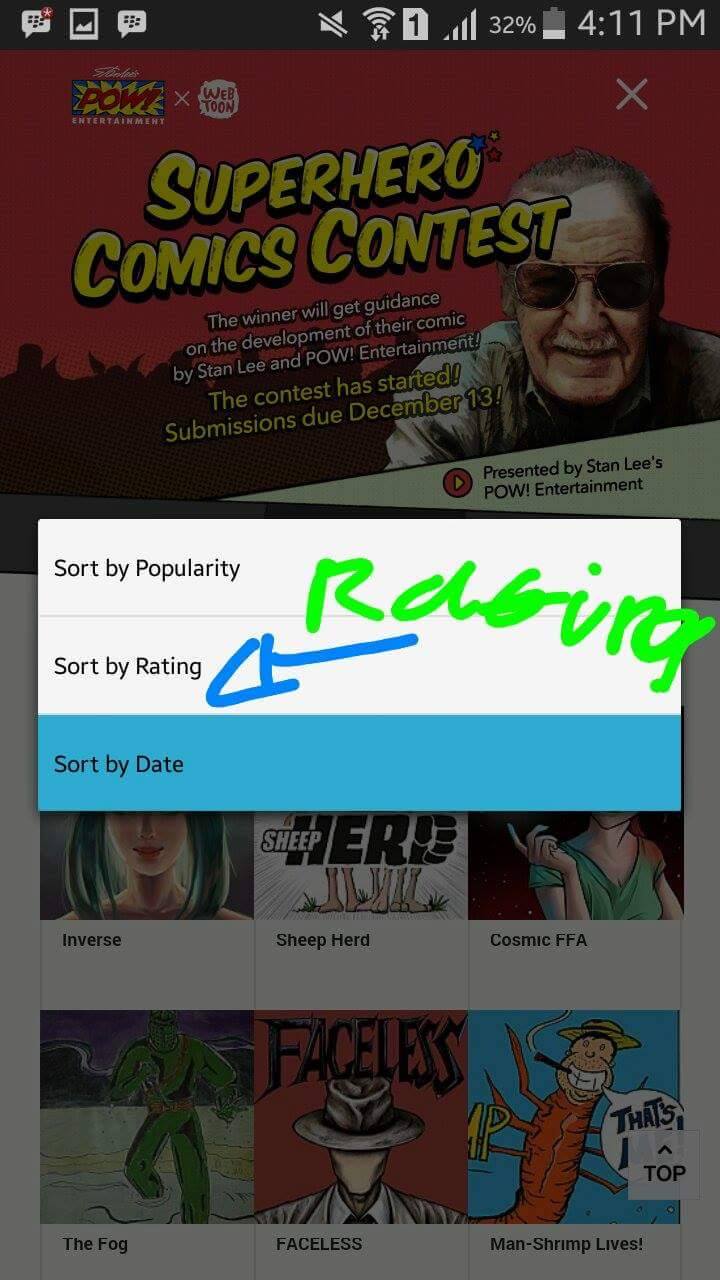 1 32% 4:11 PM
Stan Lee's
POW!
ENTERTAINMENT
×
WEB
TOON
SUPERHERO
COMICS CONTEST
The winner will get guidance
on the development of their comic
by Stan Lee and POW! Entertainment!
The contest has started!
Submissions due December 13!
Presented by Stan Lee's
POW! Entertainment
Sort by Popularity
Sort by Rating
Sort by Date
SHEEP HERD
Inverse Sheep Herd Cosmic FFA
FACELESS
THAT'S
TOP
The Fog FACELESS Man-Shrimp Lives!